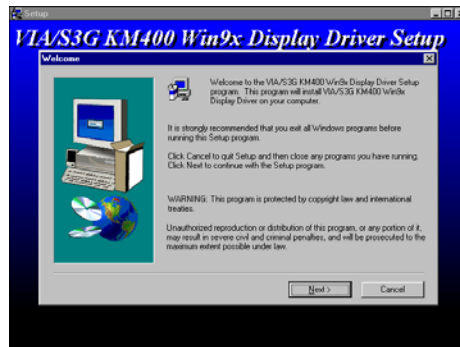 Setup
VIA/S3G KM400 Win9x Display Driver Setup
Welcome
Welcome to the VIA/S3G KM400 Win9x Display Driver Setup
program. This program will install VIA/S3G KM400 Win9x
Display Driver on your computer.
It is strongly recommended that you exit all Windows programs before
running this Setup program.
Click Cancel to quit Setup and then close any programs you have running.
Click Next to continue with the Setup program.
WARNING: This program is protected by copyright law and international
treaties.
Unauthorized reproduction or distribution of this program, or any portion of it,
may result in severe civil and criminal penalties, and will be prosecuted to the
maximum extent possible under law.
Next >
Cancel